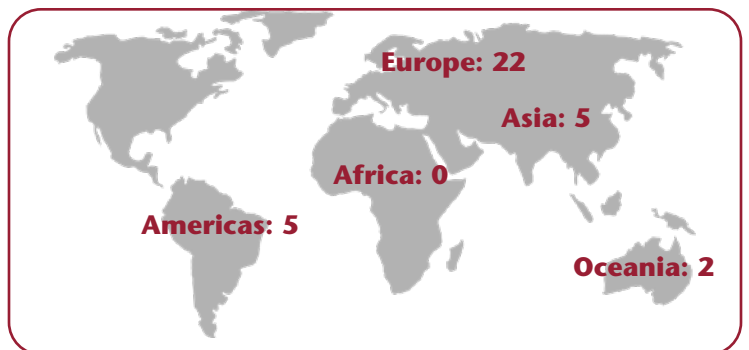 Europe: 22
Asia: 5
Africa: 0
Americas: 5
Oceania: 2